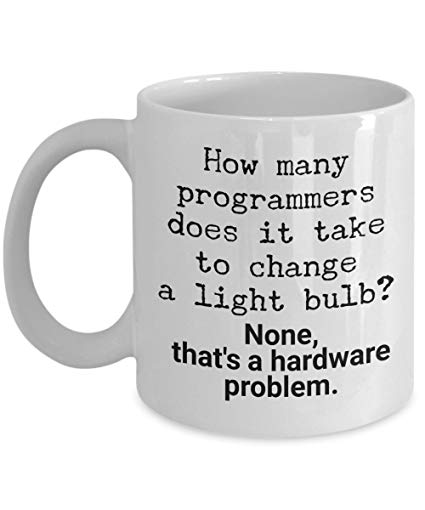 How many
programmers
does it take
to change
a light bulb?
None,
that's a hardware
problem.